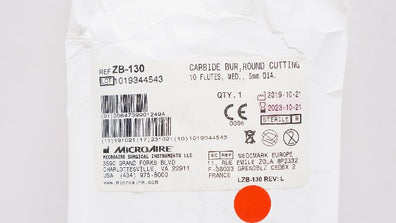 REF ZB-130
LOT 1019344543
CARBIDE BUR, ROUND CUTTING
10 FLUTES, MED., 5mm DIA.
QTY. 1
2019-10-21
2023-10-21
CE
0086
STERILE R
(01)00847399012494
(11)191021(17)231021(10)1019344543
MICROAIRE
MICROAIRE SURGICAL INSTRUMENTS LLC
3590 GRAND FORKS BLVD
CHARLOTTESVILLE, VA 22911
USA (434) 975-8000
www.microaire.com
EC REP
MEDIMARK EUROPE
11, RUE EMILE ZOLA BP2332
F-38033 GRENOBLE CEDEX 2
LZB-130 REV: L